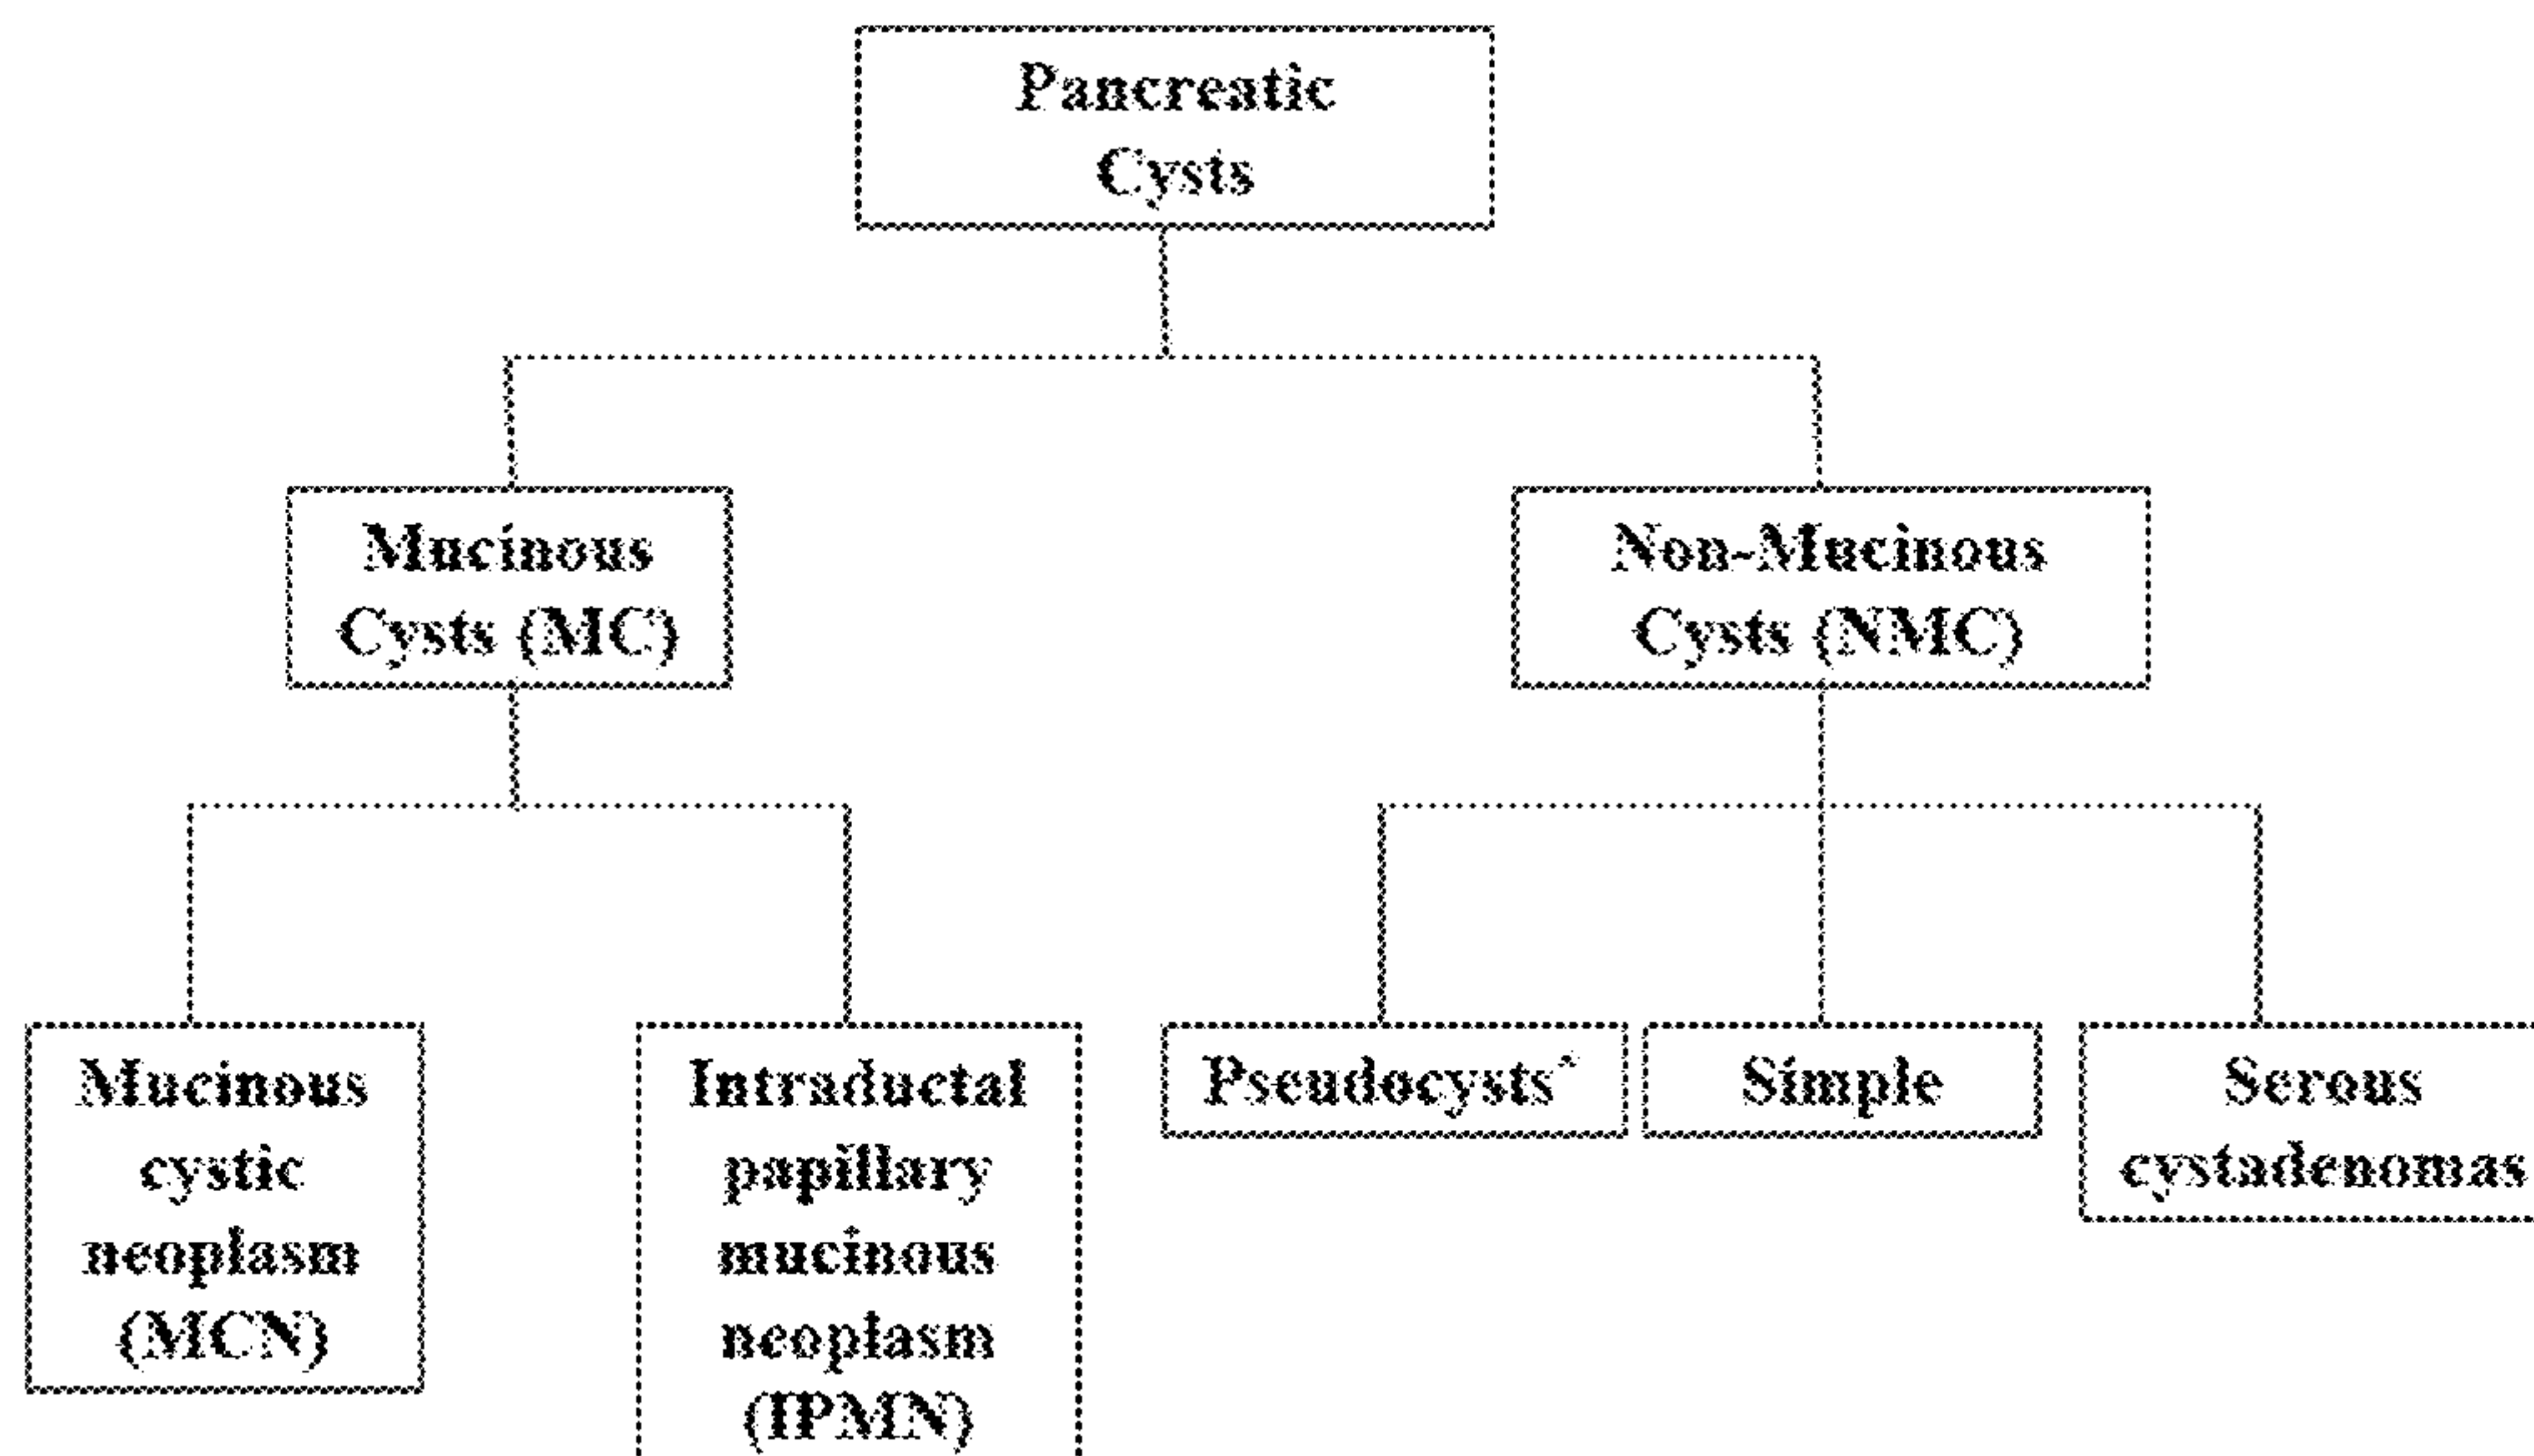 Pancreatic
Cysts
Mucinous
Cysts (MC)
Non-Mucinous
Cysts (NMC)
Mucinous
cystic
neoplasm
(MCN)
Intraductal
papillary
mucinous
neoplasm
(IPMN)
Pseudocysts*
Simple
Serous
cystadenomas